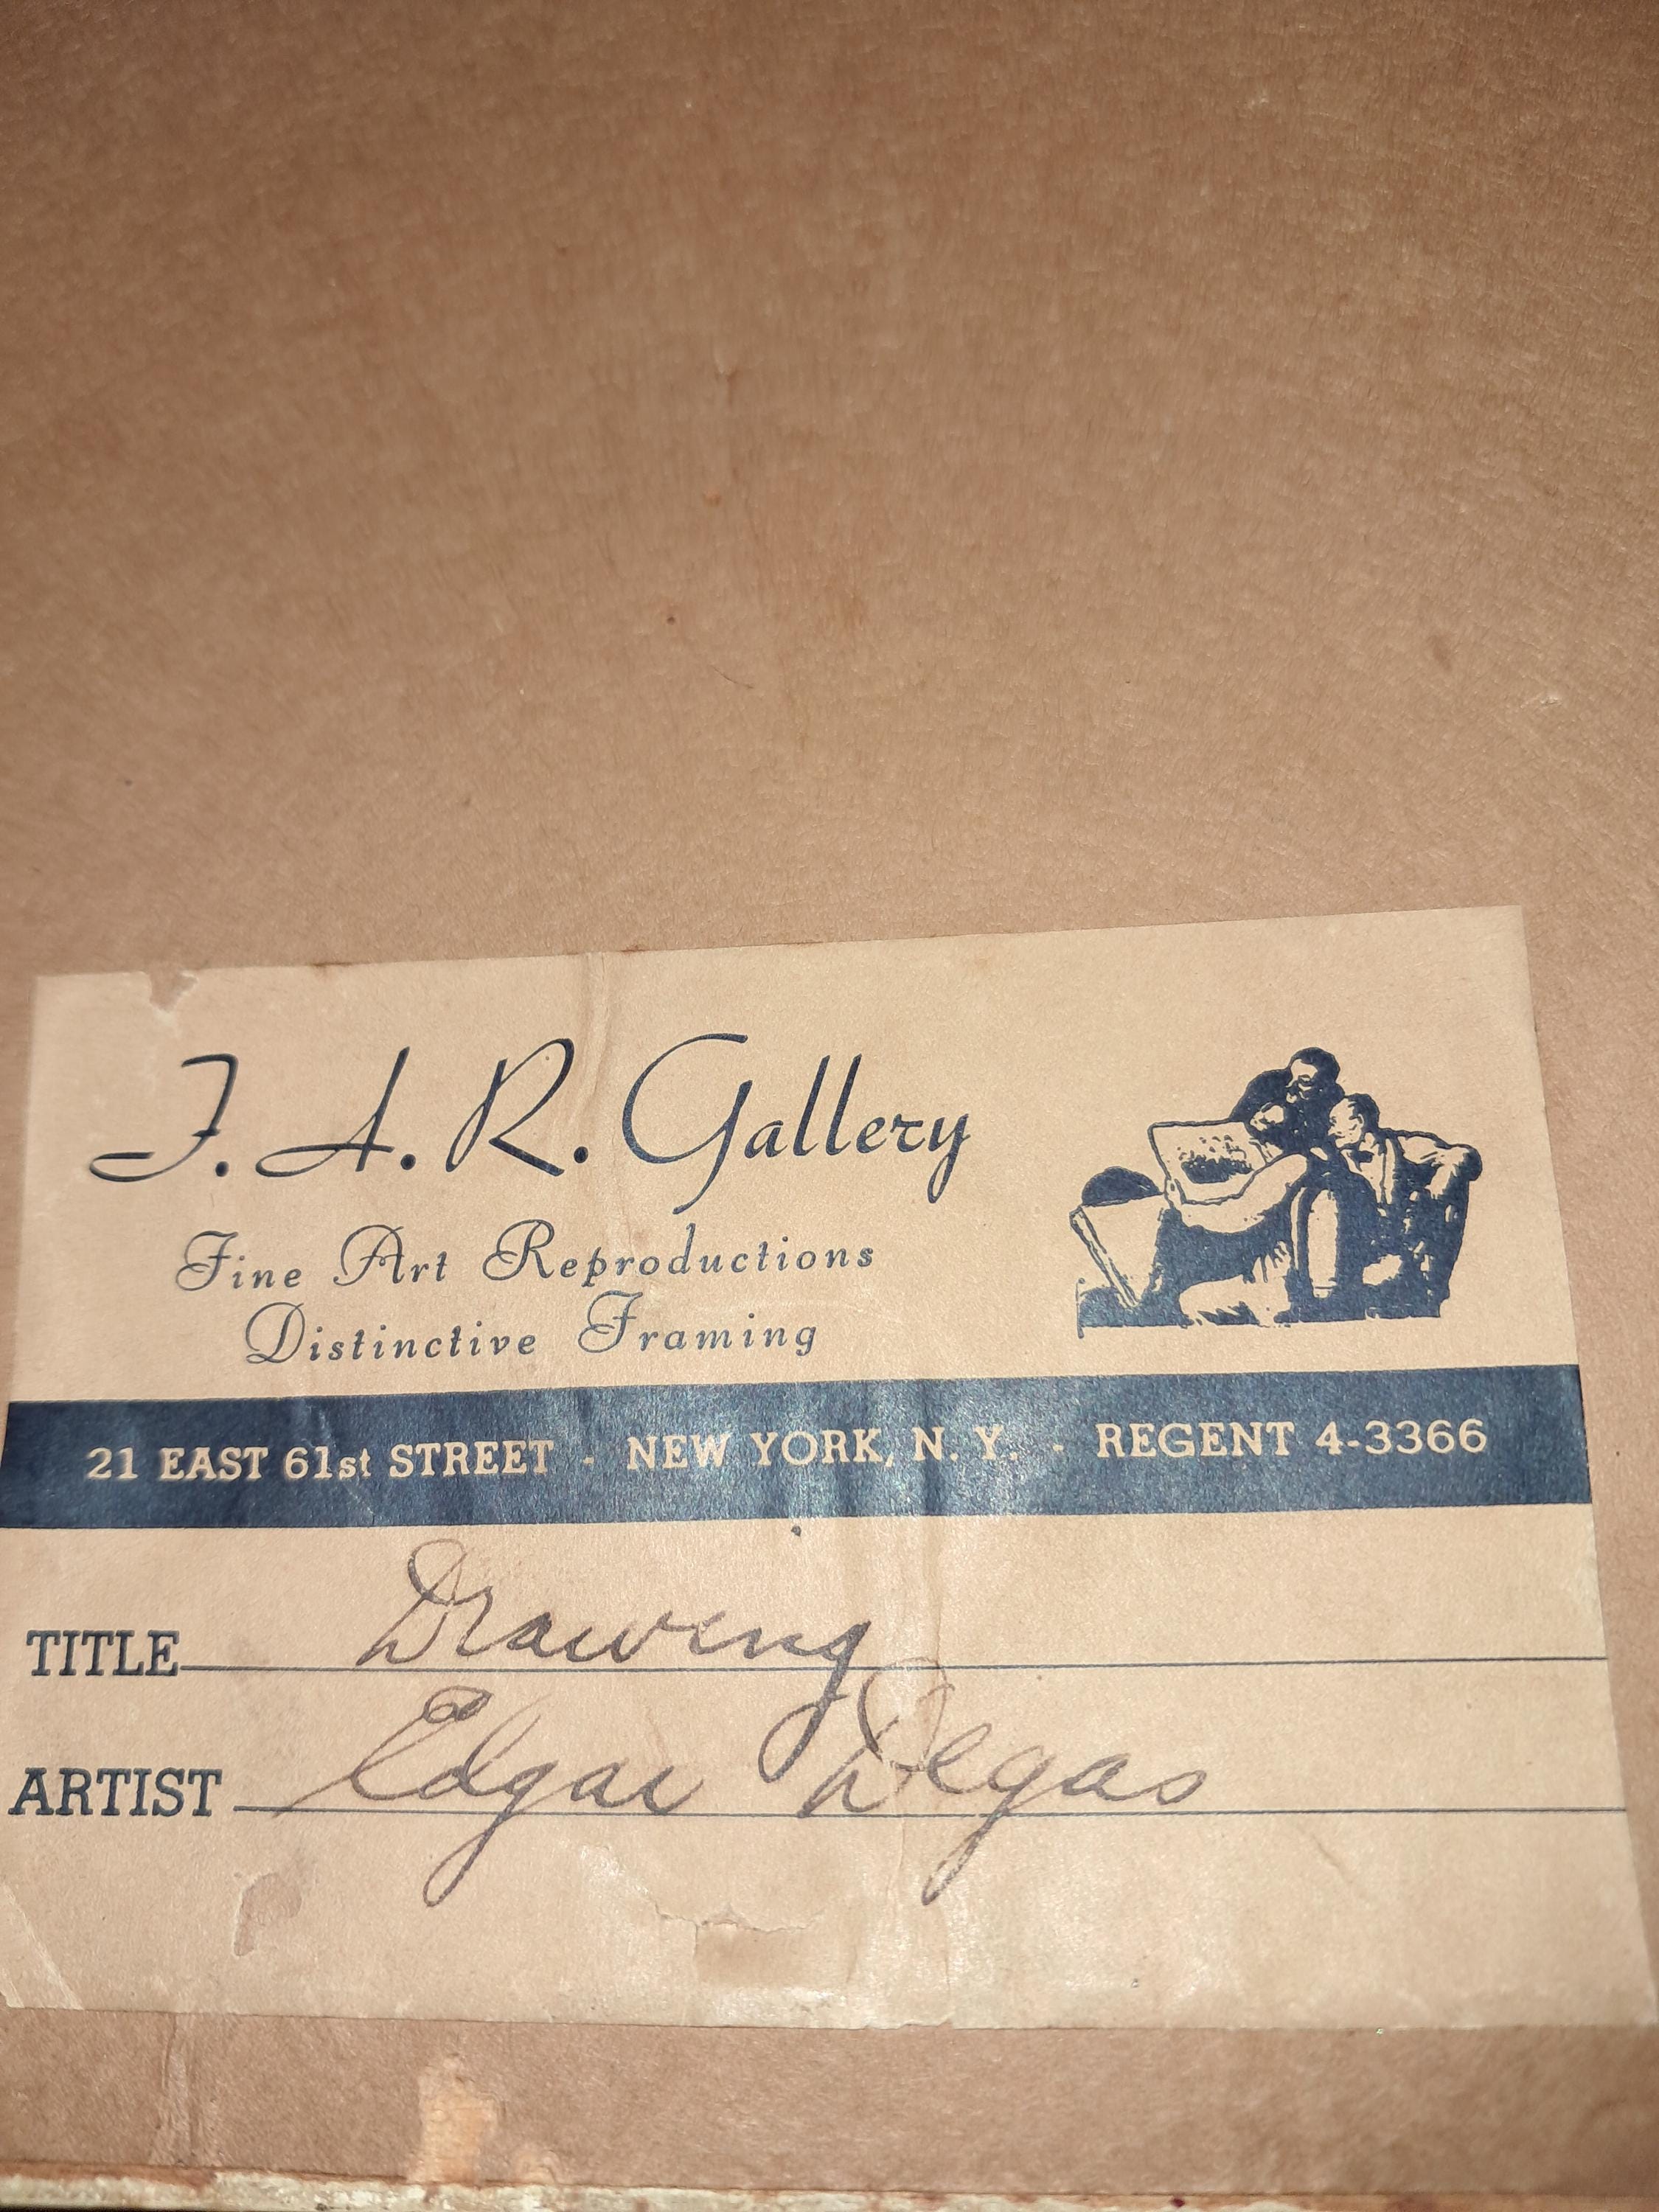 F. A. R. Gallery
Fine Art Reproductions
Distinctive Framing
21 EAST 61st STREET - NEW YORK, N. Y. - REGENT 4-3366
TITLE Drawing
ARTIST Edgar Degas